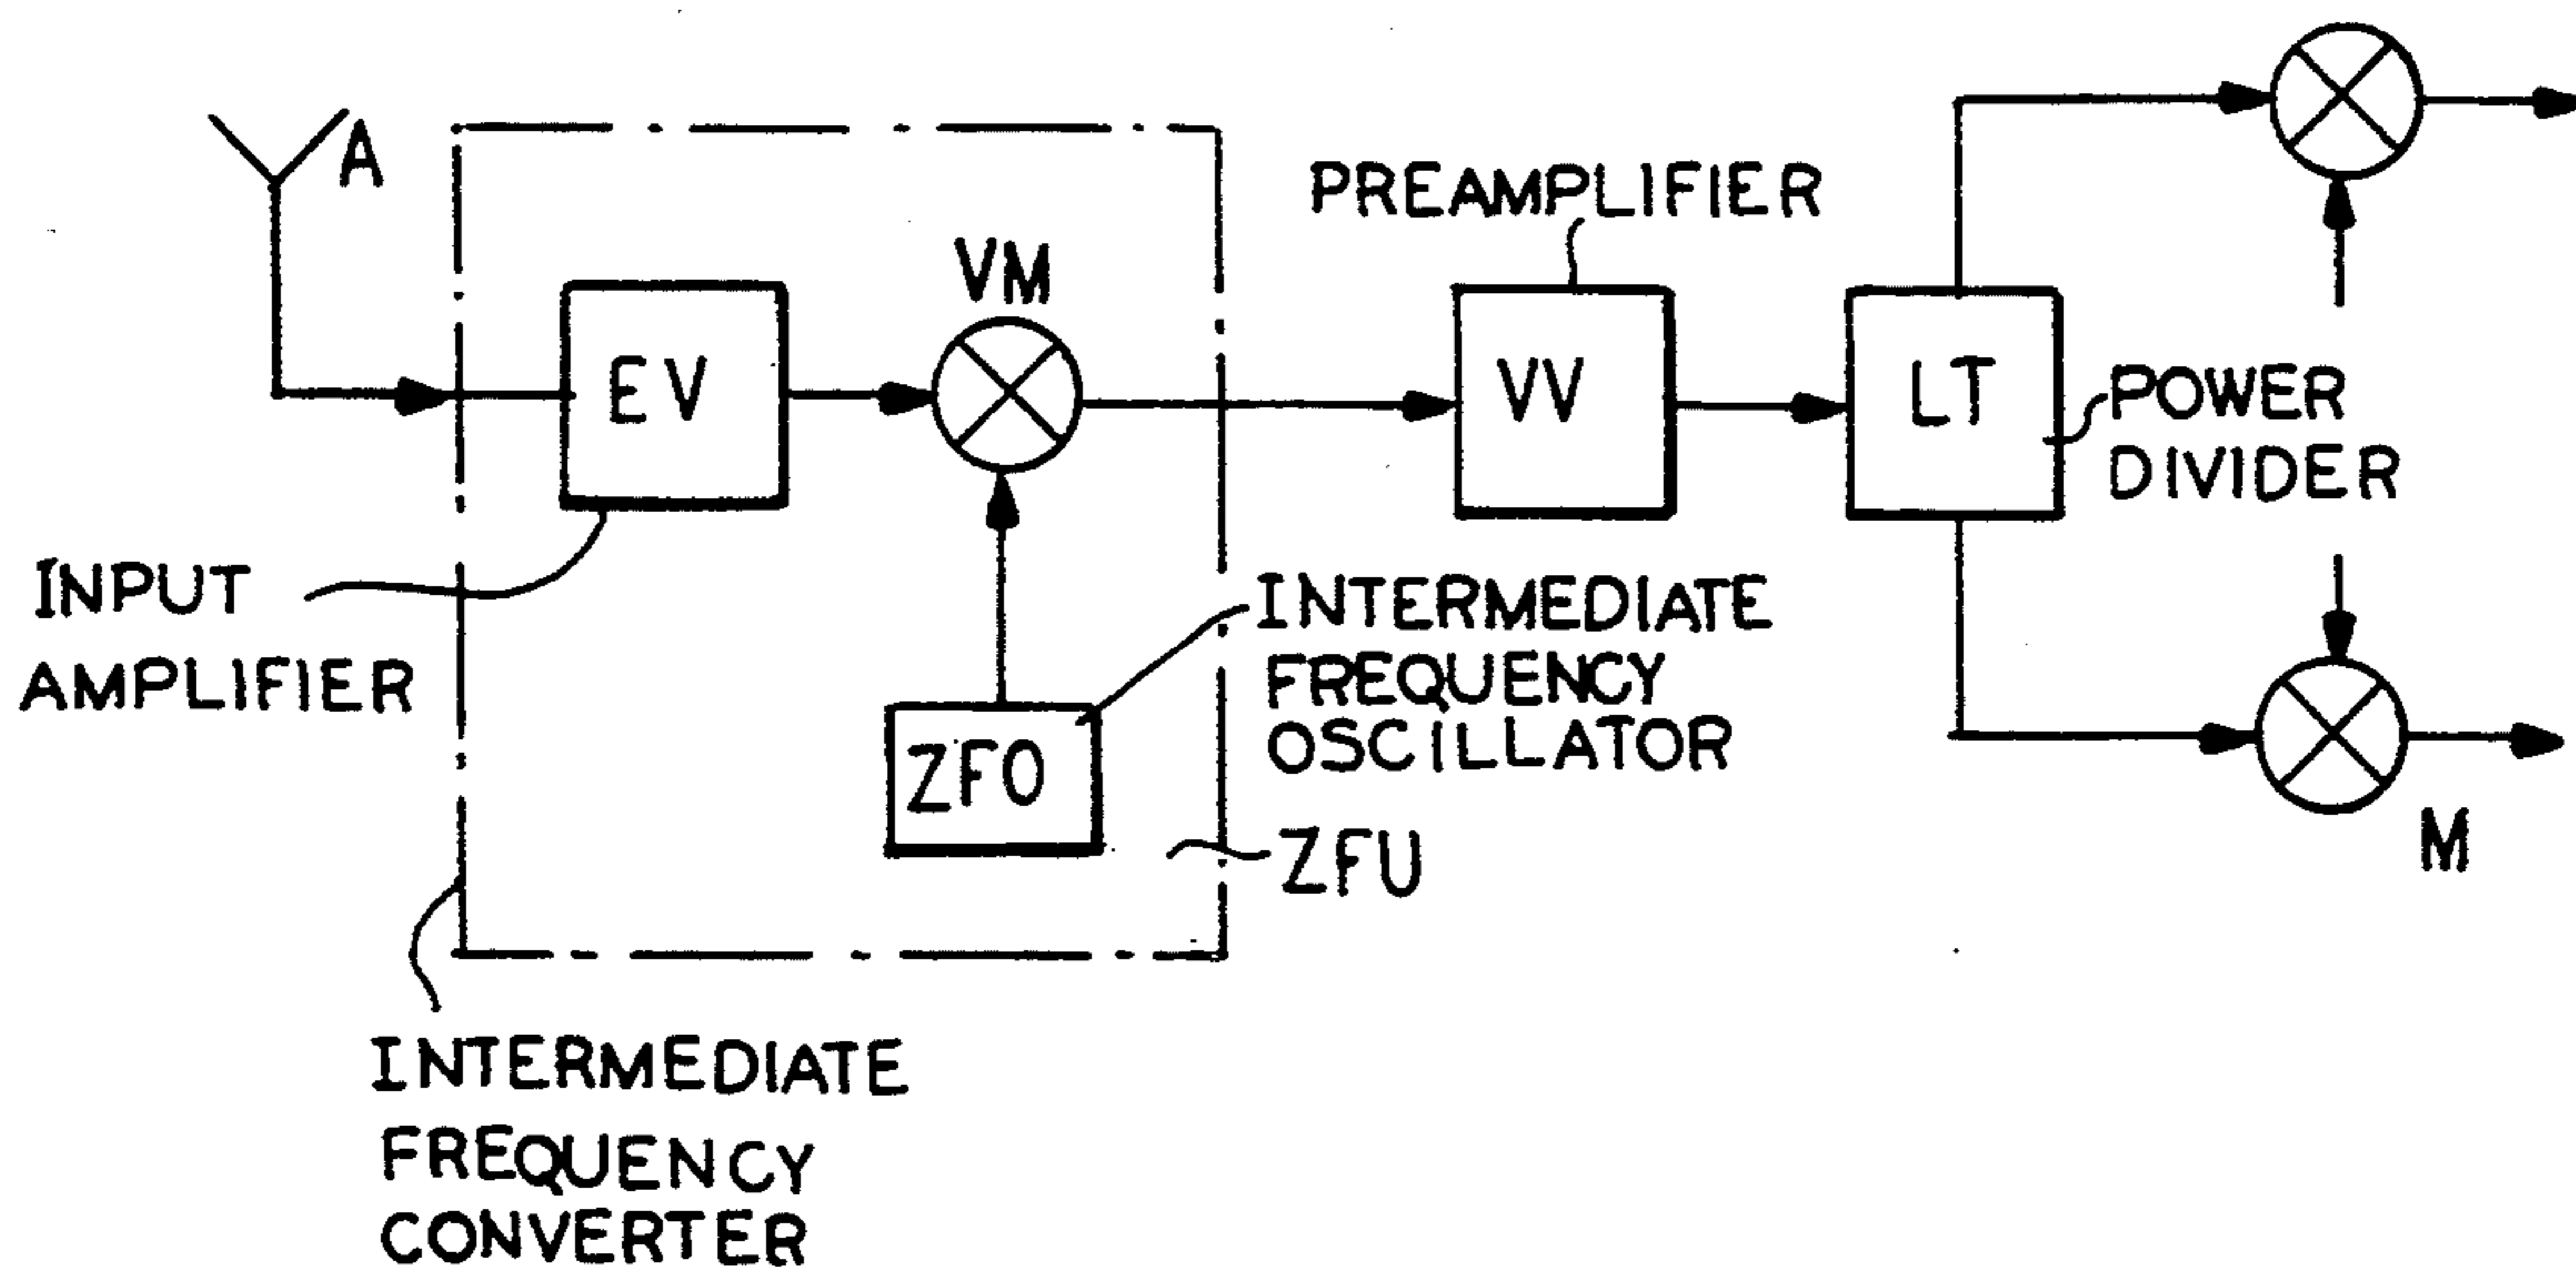 A
PREAMPLIFIER
VM
EV
VV
LT
POWER
DIVIDER
INPUT
AMPLIFIER
INTERMEDIATE
FREQUENCY
OSCILLATOR
ZFO
ZFU
M
INTERMEDIATE
FREQUENCY
CONVERTER